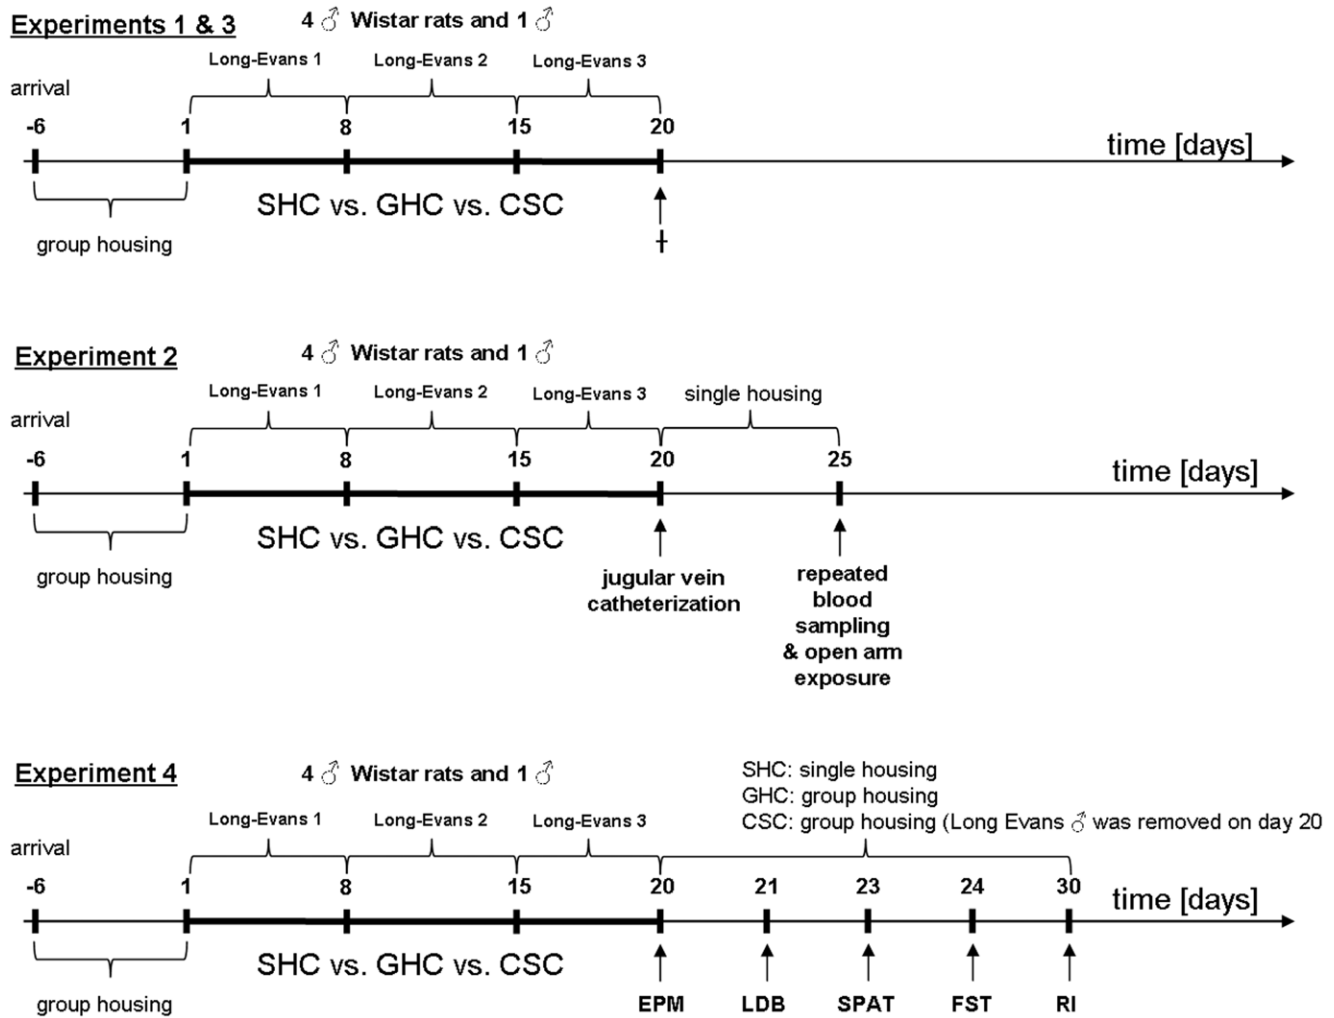 Experiments 1 & 3
4 ♂ Wistar rats and 1 ♂
Long-Evans 1 Long-Evans 2 Long-Evans 3
arrival
-6 1 8 15 20
time [days]
SHC vs. GHC vs. CSC
group housing
†
Experiment 2
4 ♂ Wistar rats and 1 ♂
Long-Evans 1 Long-Evans 2 Long-Evans 3 single housing
arrival
-6 1 8 15 20 25
time [days]
SHC vs. GHC vs. CSC
group housing
jugular vein
catheterization
repeated
blood
sampling
& open arm
exposure
Experiment 4
4 ♂ Wistar rats and 1 ♂
SHC: single housing
GHC: group housing
CSC: group housing (Long Evans ♂ was removed on day 20
Long-Evans 1 Long-Evans 2 Long-Evans 3
arrival
-6 1 8 15 20 21 23 24 30
time [days]
SHC vs. GHC vs. CSC
group housing
EPM LDB SPAT FST RI